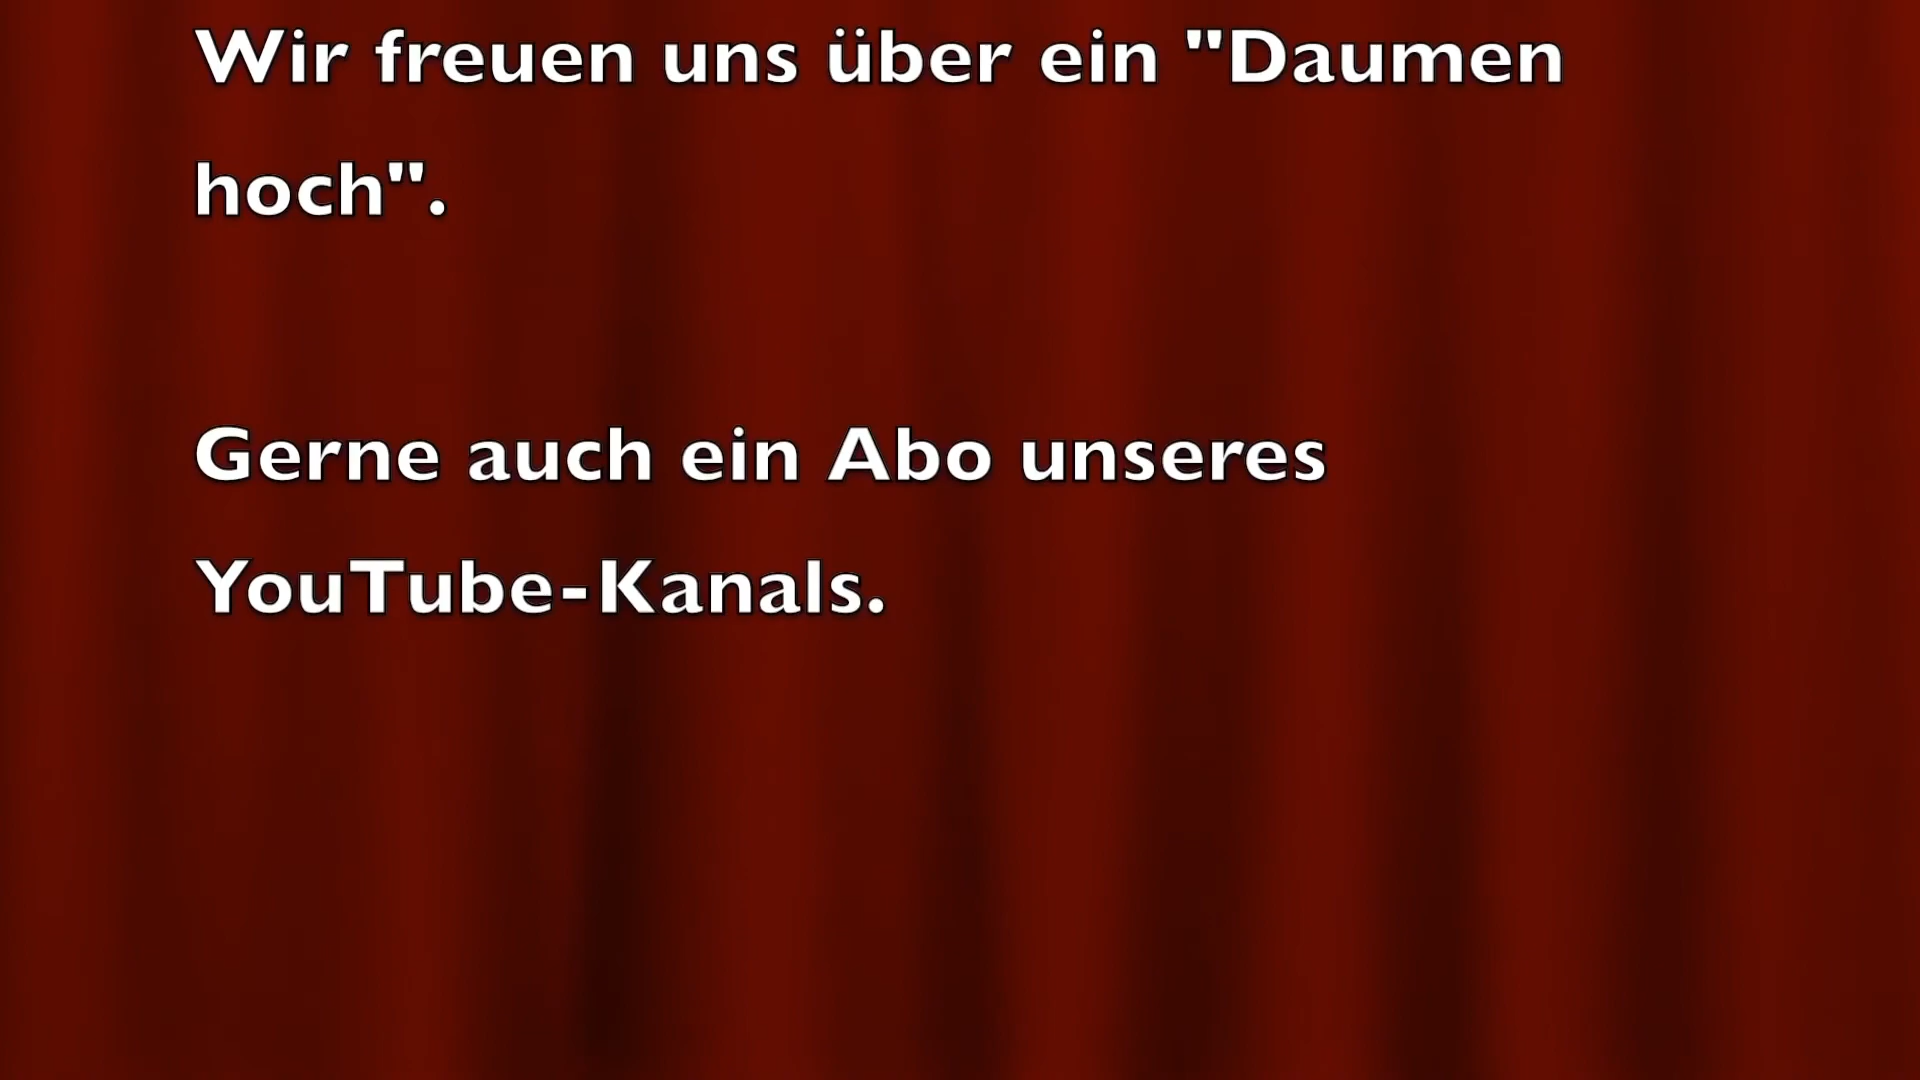 Wir freuen uns über ein "Daumen
hoch".
Gerne auch ein Abo unseres
YouTube-Kanals.